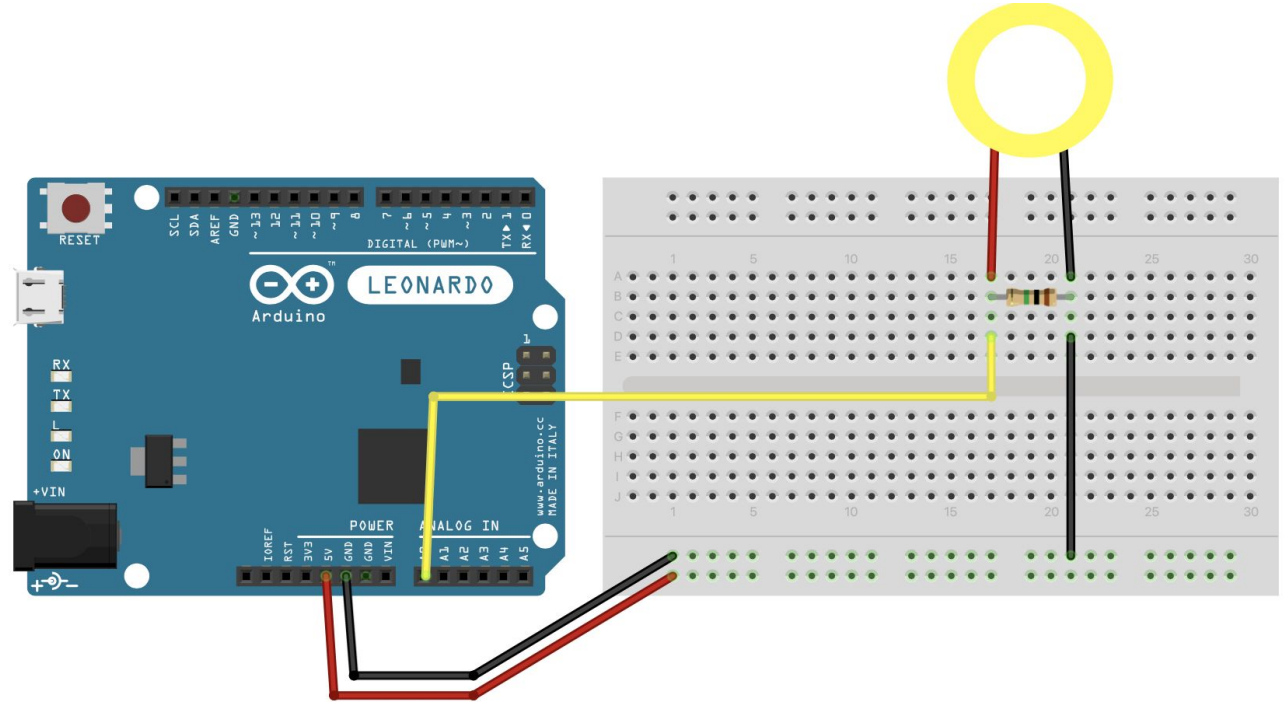 RESET
SCL
SDA
AREF
GND
~13
12
~11
~10
~9
8
7
~6
~5
4
~3
2
TX▶1
RX◀0
DIGITAL (PWM~)
TM
LEONARDO
Arduino
1
RX
TX
L
ON
+VIN
www.arduino.cc
MADE IN ITALY
POWER
ANALOG IN
IOREF
RST
3V3
5V
GND
GND
VIN
A1
A2
A3
A4
A5
1 5 10 15 20 25 30
A
B
C
D
E
F
G
H
I
J
1 5 10 15 20 25 30